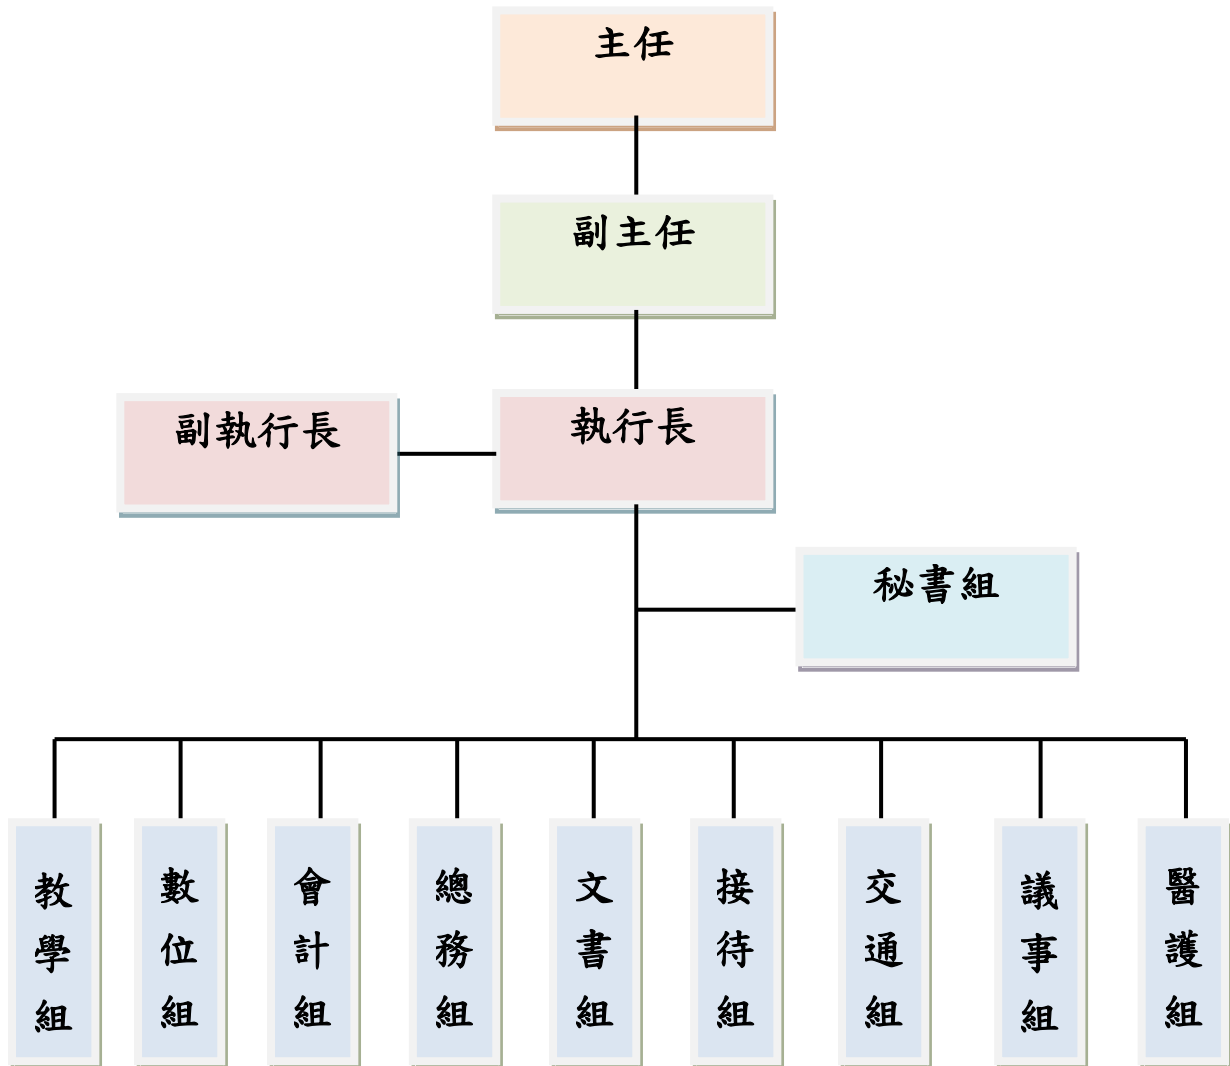 主任
副主任
副執行長
執行長
秘書組
教學組
數位組
會計組
總務組
文書組
接待組
交通組
議事組
醫護組